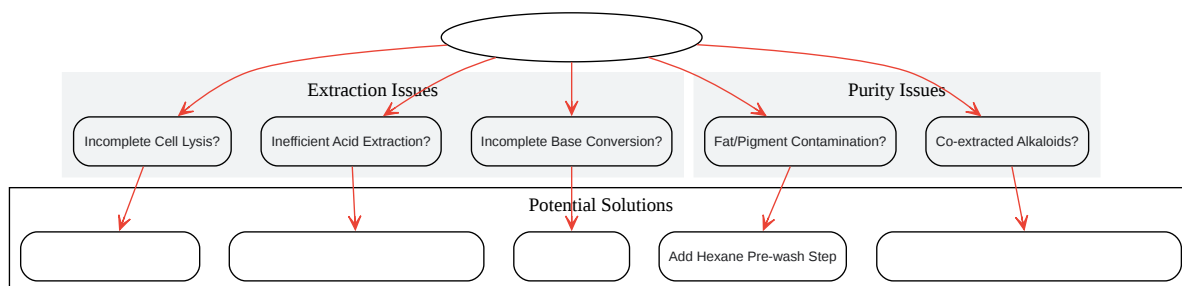 Extraction Issues
Purity Issues
Incomplete Cell Lysis?
Inefficient Acid Extraction?
Incomplete Base Conversion?
Fat/Pigment Contamination?
Co-extracted Alkaloids?
Potential Solutions
Add Hexane Pre-wash Step